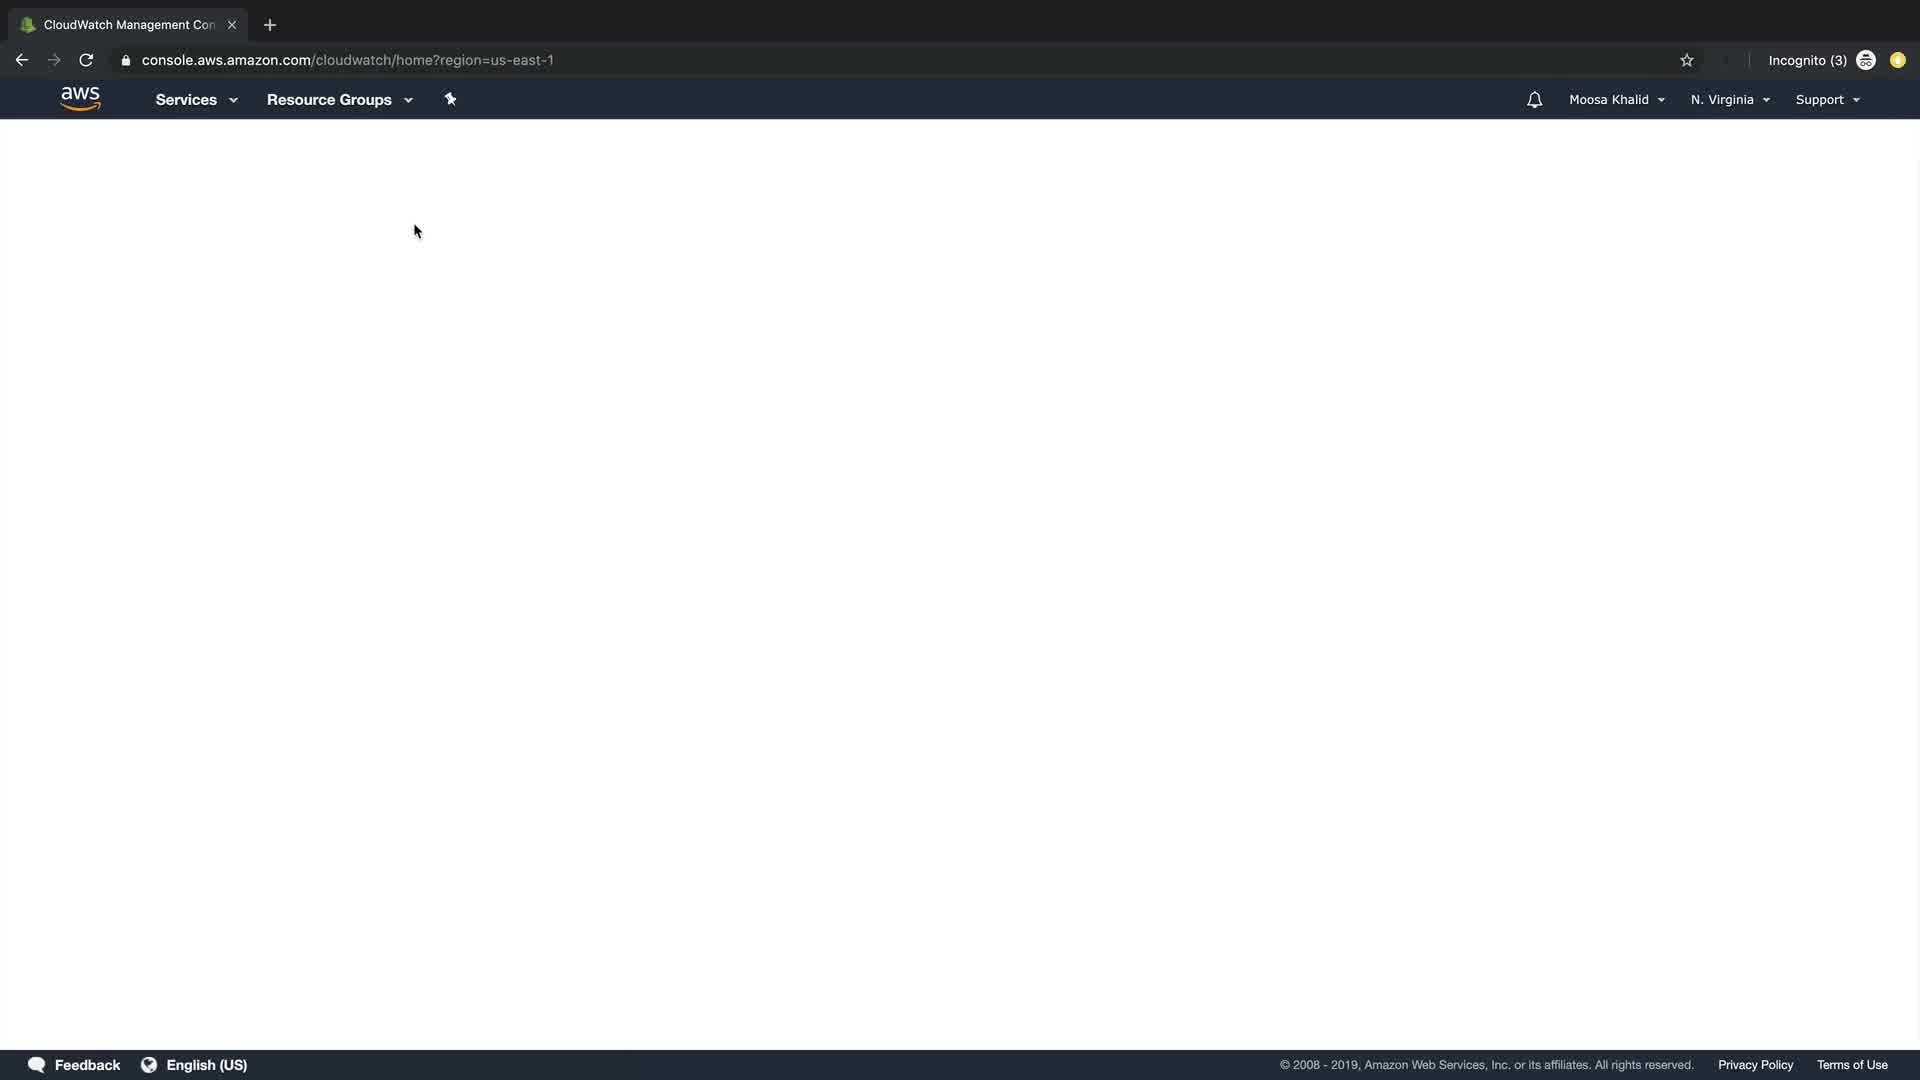 CloudWatch Management Con
console.aws.amazon.com/cloudwatch/home?region=us-east-1
Incognito (3)
aws
Services
Resource Groups
Moosa Khalid
N. Virginia
Support
Feedback
English (US)
© 2008 - 2019, Amazon Web Services, Inc. or its affiliates. All rights reserved.
Privacy Policy
Terms of Use